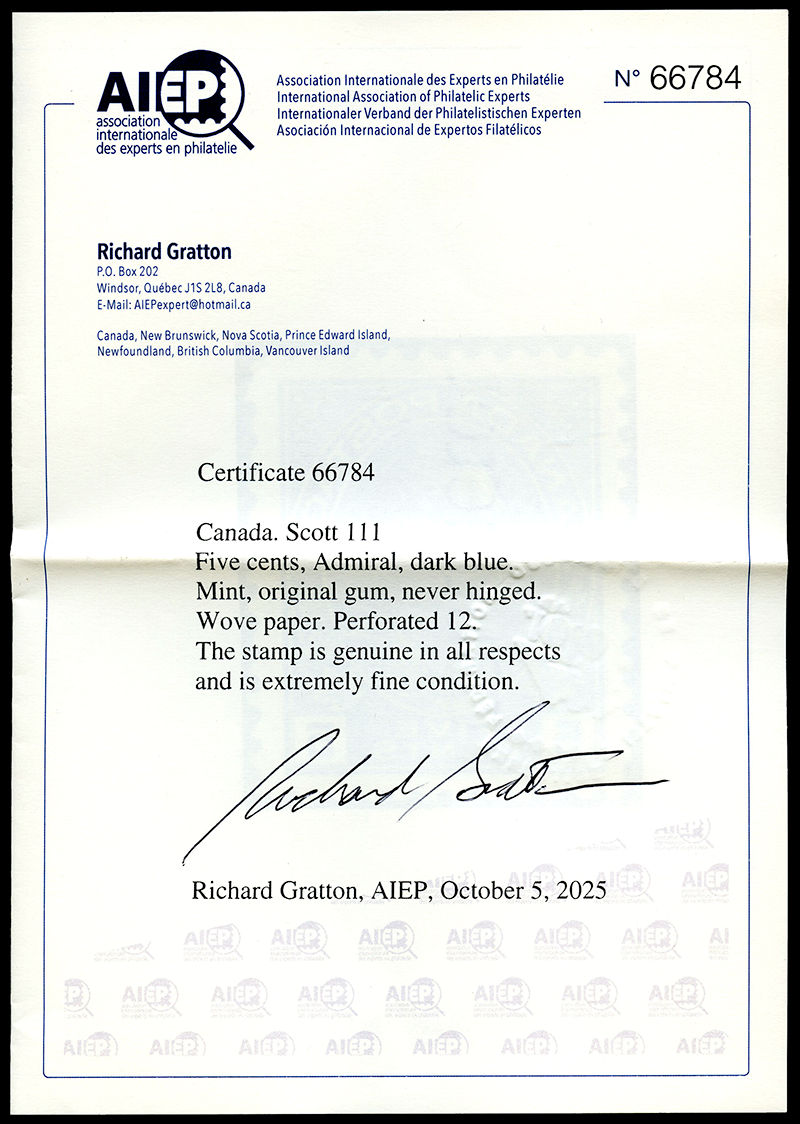 AIEP
association
internationale
des experts en philatelie
Association Internationale des Experts en Philatélie
International Association of Philatelic Experts
Internationaler Verband der Philatelistischen Experten
Asociación Internacional de Expertos Filatélicos
N° 66784
Richard Gratton
P.O. Box 202
Windsor, Québec J1S 2L8, Canada
E-Mail: AIEPexpert@hotmail.ca
Canada, New Brunswick, Nova Scotia, Prince Edward Island,
Newfoundland, British Columbia, Vancouver Island
Certificate 66784
Canada. Scott 111
Five cents, Admiral, dark blue.
Mint, original gum, never hinged.
Wove paper. Perforated 12.
The stamp is genuine in all respects
and is extremely fine condition.
Richard Gratton
Richard Gratton, AIEP, October 5, 2025